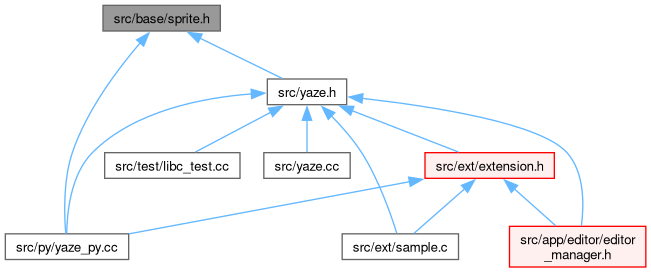 src/base/sprite.h
src/yaze.h
src/test/libc_test.cc
src/yaze.cc
src/ext/extension.h
src/py/yaze_py.cc
src/ext/sample.c
src/app/editor/editor
_manager.h